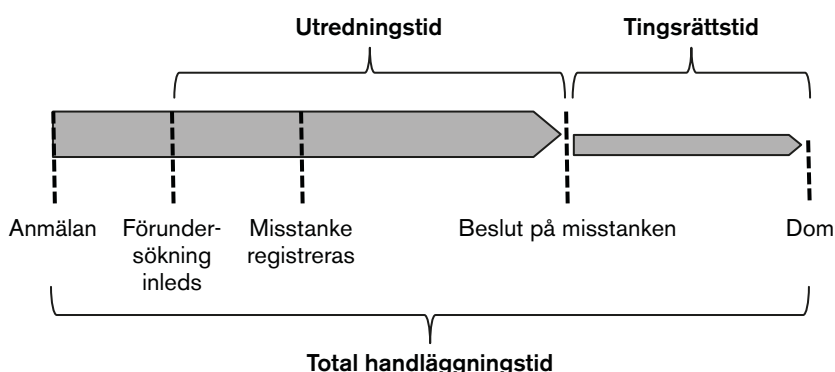 Utredningstid
Tingsrättstid
Anmälan
Förunder-
sökning
inleds
Misstanke
registreras
Beslut på misstanken
Dom
Total handläggningstid